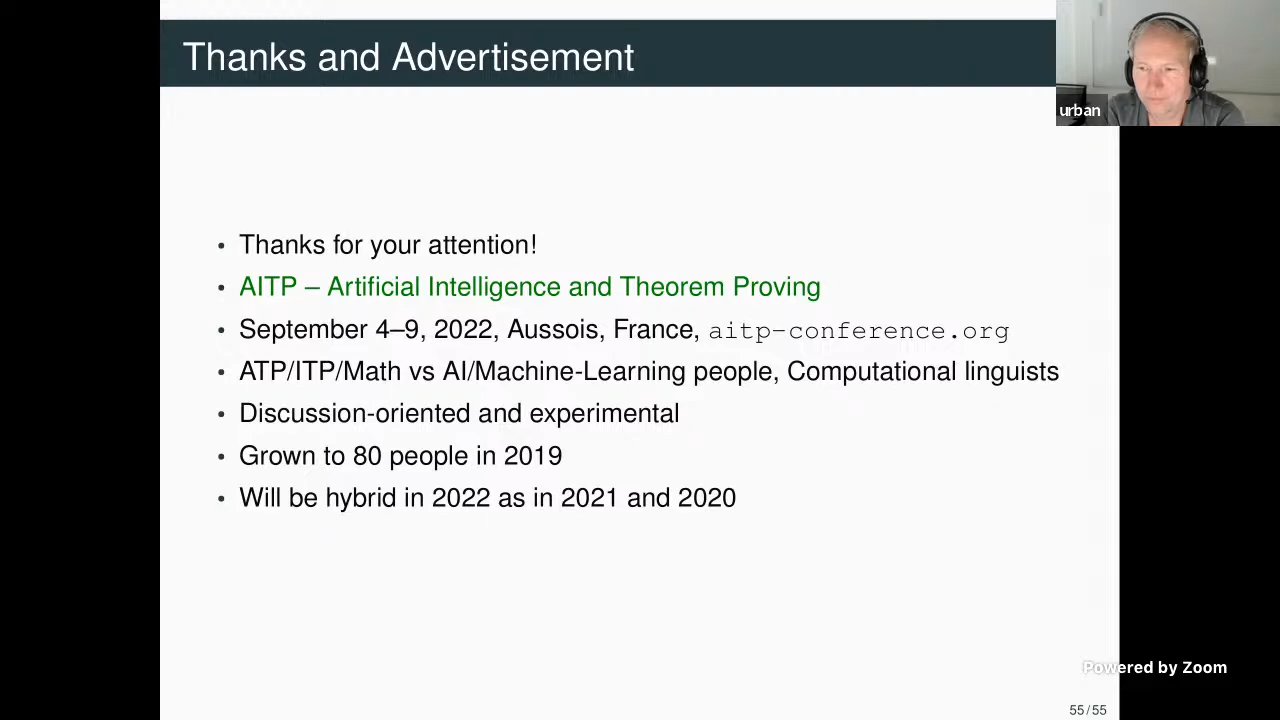 Thanks and Advertisement
urban
• Thanks for your attention!
• AITP – Artificial Intelligence and Theorem Proving
• September 4–9, 2022, Aussois, France, aitp-conference.org
• ATP/ITP/Math vs AI/Machine-Learning people, Computational linguists
• Discussion-oriented and experimental
• Grown to 80 people in 2019
• Will be hybrid in 2022 as in 2021 and 2020
Powered by Zoom
55/55